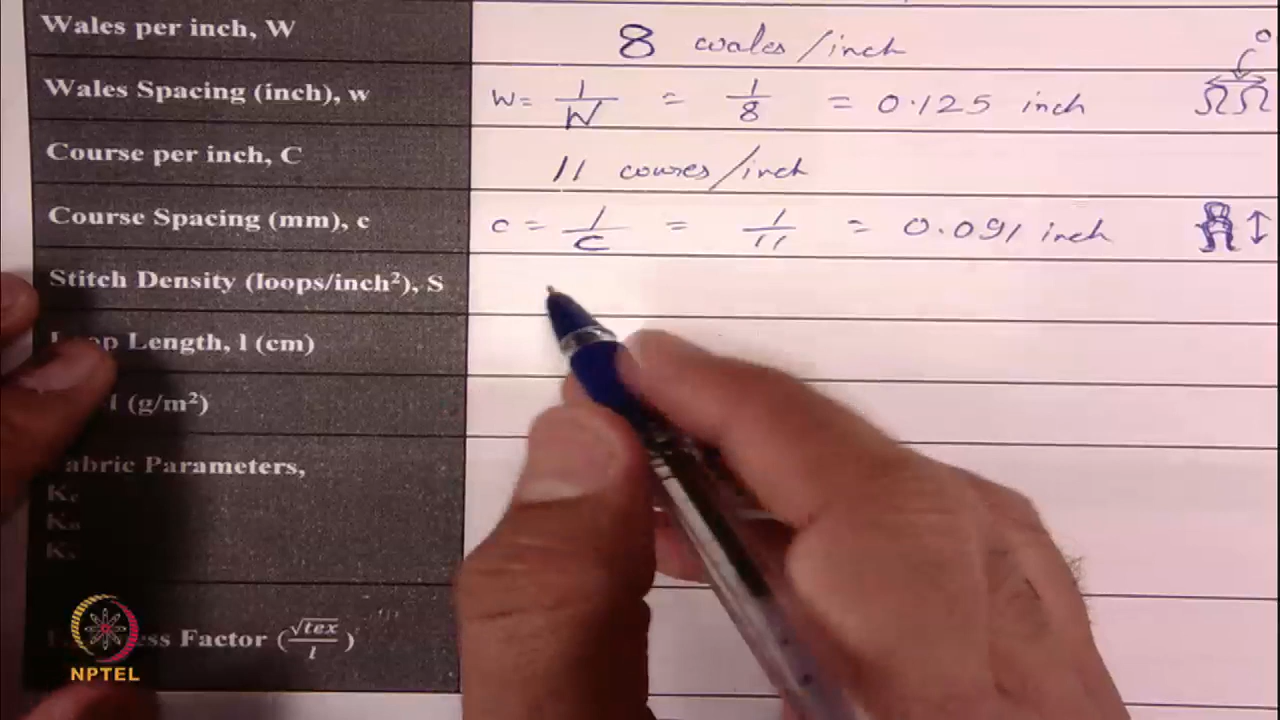 Wales per inch, W 8 wales/inch
Wales Spacing (inch), w w = 1/W = 1/8 = 0.125 inch
Course per inch, C 11 coures/inch
Course Spacing (mm), c c = 1/C = 1/11 = 0.091 inch
Stitch Density (loops/inch²), S
Length, l (cm)
(g/m²)
Fabric Parameters,
Factor (√tex/l)
NPTEL